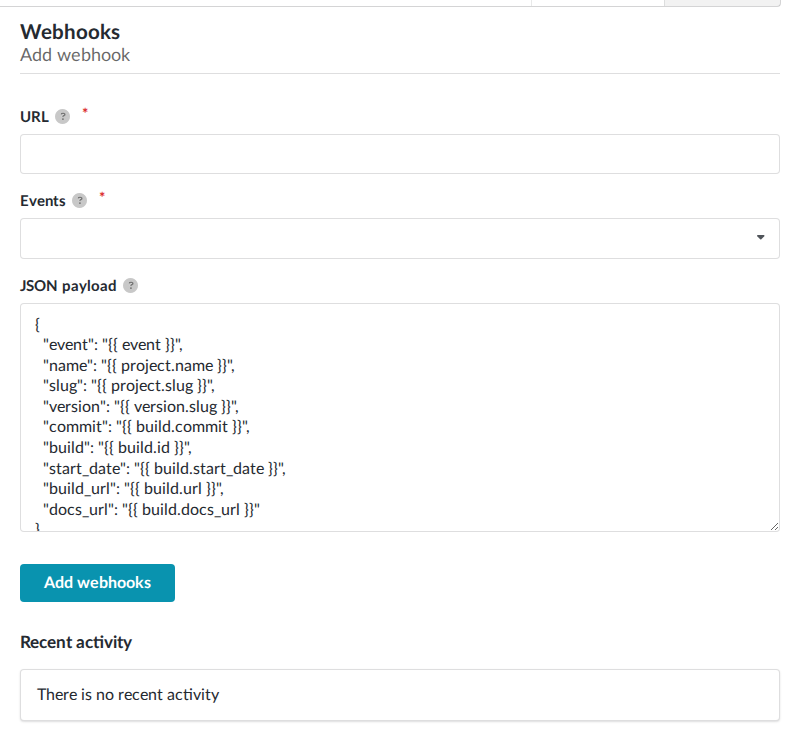 Webhooks
Add webhook
URL ? *
Events ? *
JSON payload ?
{
  "event": "{{ event }}",
  "name": "{{ project.name }}",
  "slug": "{{ project.slug }}",
  "version": "{{ version.slug }}",
  "commit": "{{ build.commit }}",
  "build": "{{ build.id }}",
  "start_date": "{{ build.start_date }}",
  "build_url": "{{ build.url }}",
  "docs_url": "{{ build.docs_url }}"
}
Add webhooks
Recent activity
There is no recent activity